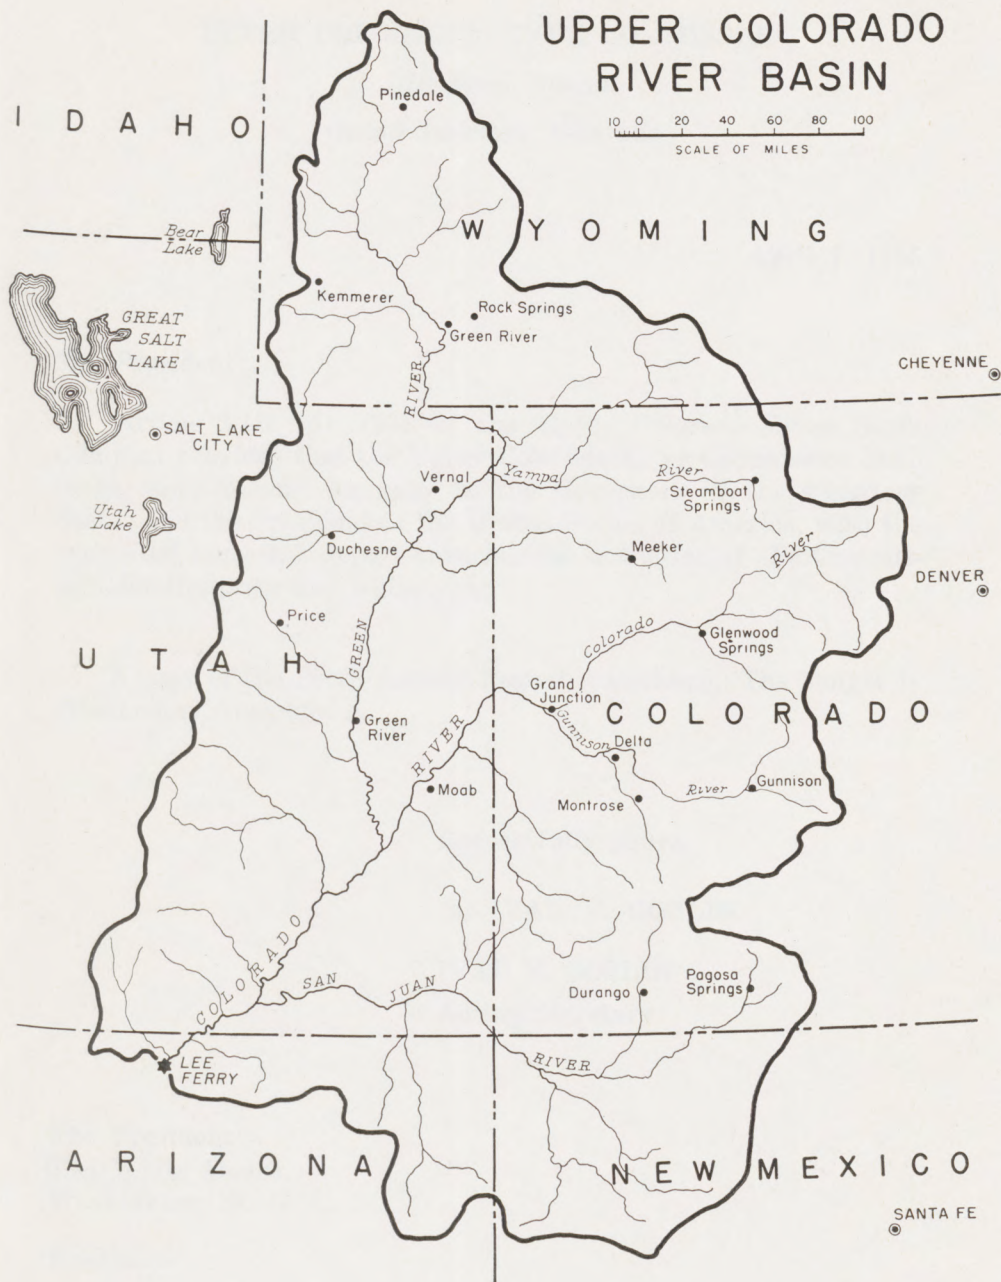 UPPER COLORADO
RIVER BASIN
10 0 20 40 60 80 100
SCALE OF MILES
IDAHO
Pinedale
WYOMING
Bear
Lake
Kemmerer
Rock Springs
Green River
GREAT
SALT
LAKE
RIVER
CHEYENNE
SALT LAKE
CITY
Vernal
Yampa
River
Steamboat
Springs
Utah
Lake
Duchesne
Meeker
River
DENVER
Price
Colorado
Glenwood
Springs
UTAH
GREEN
Grand
Junction
COLORADO
Green
River
RIVER
Gunnison
Delta
Moab
Montrose
River
Gunnison
COLORADO
SAN
JUAN
Durango
Pagosa
Springs
LEE
FERRY
RIVER
ARIZONA
NEW MEXICO
SANTA FE